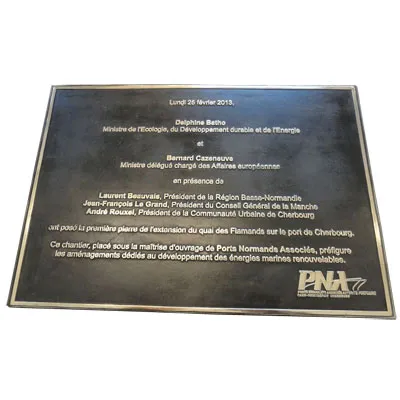 Lundi 25 février 2013,
Delphine Batho
Ministre de l'Ecologie, du Développement durable et de l'Energie
et
Bernard Cazeneuve
Ministre délégué chargé des Affaires européennes
en présence de
Laurent Beauvais, Président de la Région Basse-Normandie
Jean-François Le Grand, Président du Conseil Général de la Manche
André Rouxel, Président de la Communauté Urbaine de Cherbourg
ont posé la première pierre de l'extension du quai des Flamands sur le port de Cherbourg.
Ce chantier, placé sous la maîtrise d'ouvrage de Ports Normands Associés, préfigure
les aménagements dédiés au développement des énergies marines renouvelables.
PNA